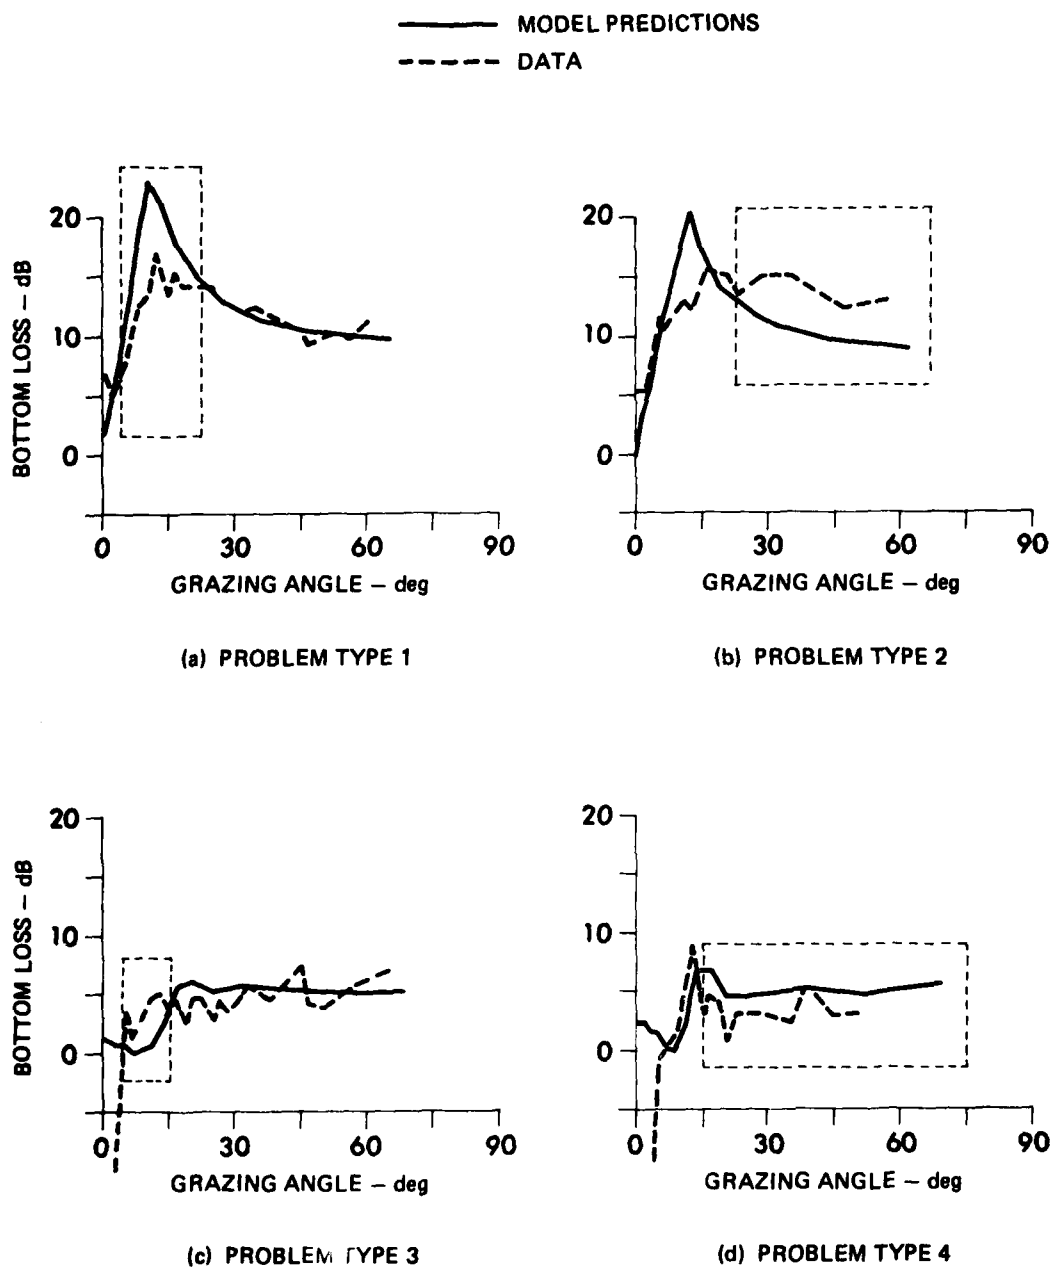 MODEL PREDICTIONS
DATA
BOTTOM LOSS – dB
20
10
0
0 30 60 90
GRAZING ANGLE – deg
(a) PROBLEM TYPE 1
20
10
0
0 30 60 90
GRAZING ANGLE – deg
(b) PROBLEM TYPE 2
BOTTOM LOSS – dB
20
10
0
0 30 60 90
GRAZING ANGLE – deg
(c) PROBLEM TYPE 3
20
10
0
0 30 60 90
GRAZING ANGLE – deg
(d) PROBLEM TYPE 4